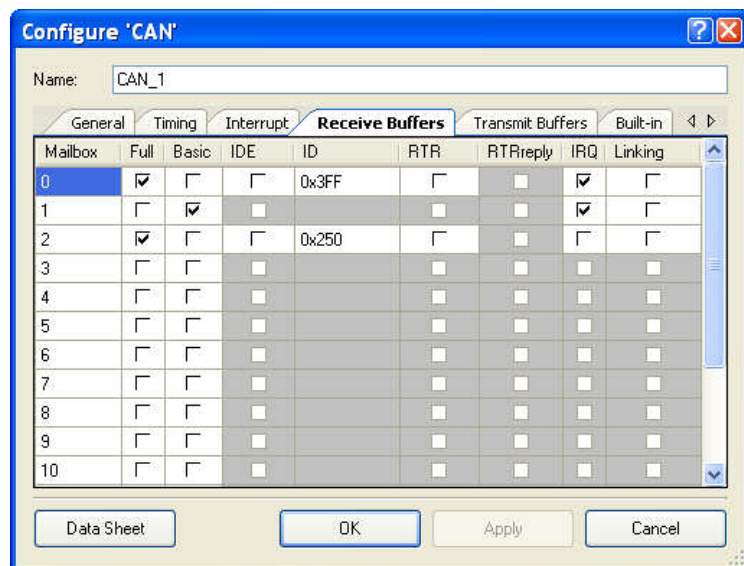 Configure 'CAN'
Name: CAN_1
General Timing Interrupt Receive Buffers Transmit Buffers Built-in
Mailbox Full Basic IDE ID RTR RTRreply IRQ Linking
0 0x3FF
1
2 0x250
3
4
5
6
7
8
9
10
Data Sheet OK Apply Cancel